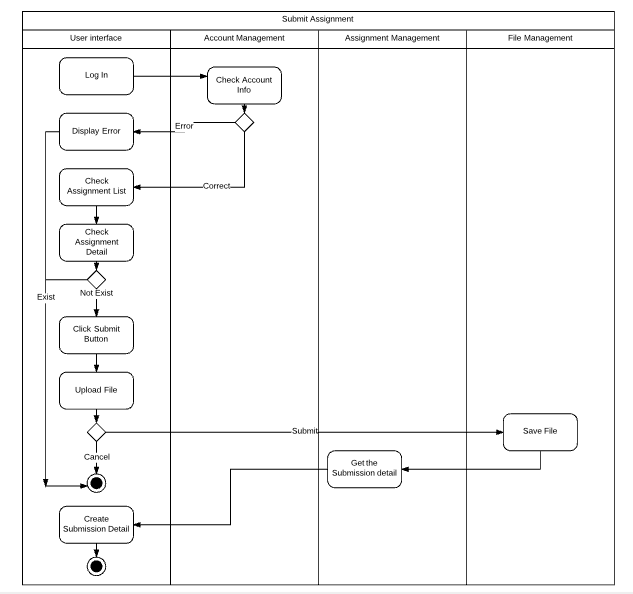 Submit Assignment
User interface
Account Management
Assignment Management
File Management
Log In
Check Account
Info
Error
Display Error
Check
Assignment List
Correct
Check
Assignment
Detail
Not Exist
Exist
Click Submit
Button
Upload File
Submit
Save File
Cancel
Get the
Submission detail
Create
Submission Detail